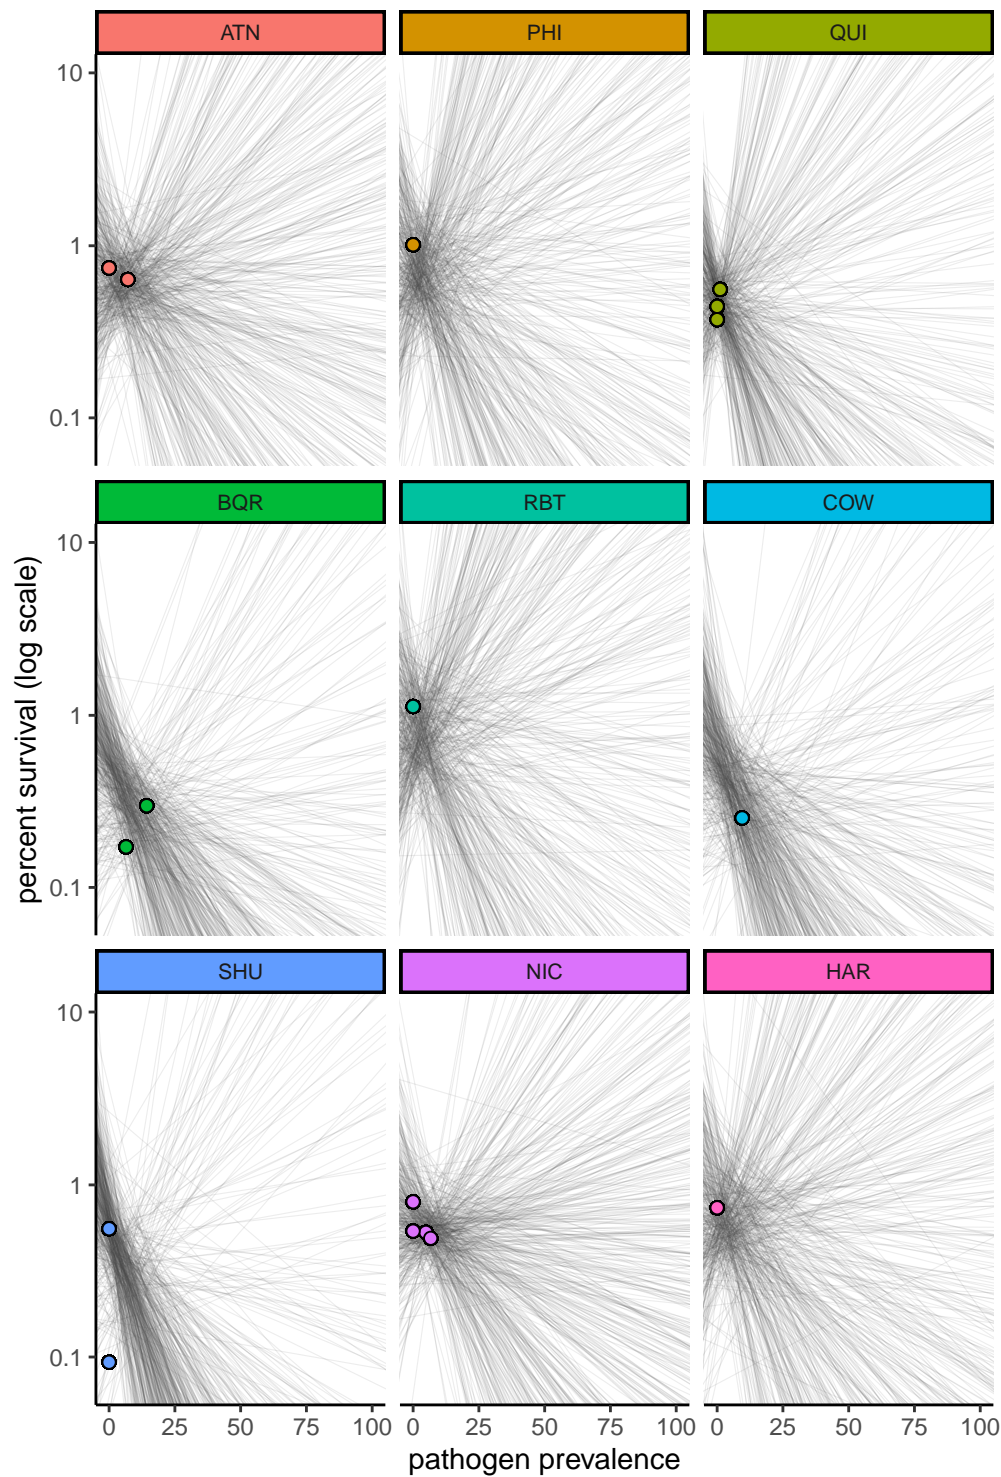 ATN PHI QUI
10
1
0.1
BQR RBT COW
10
1
0.1
percent survival (log scale)
SHU NIC HAR
10
1
0.1
0 25 50 75 100 0 25 50 75 100 0 25 50 75 100
pathogen prevalence